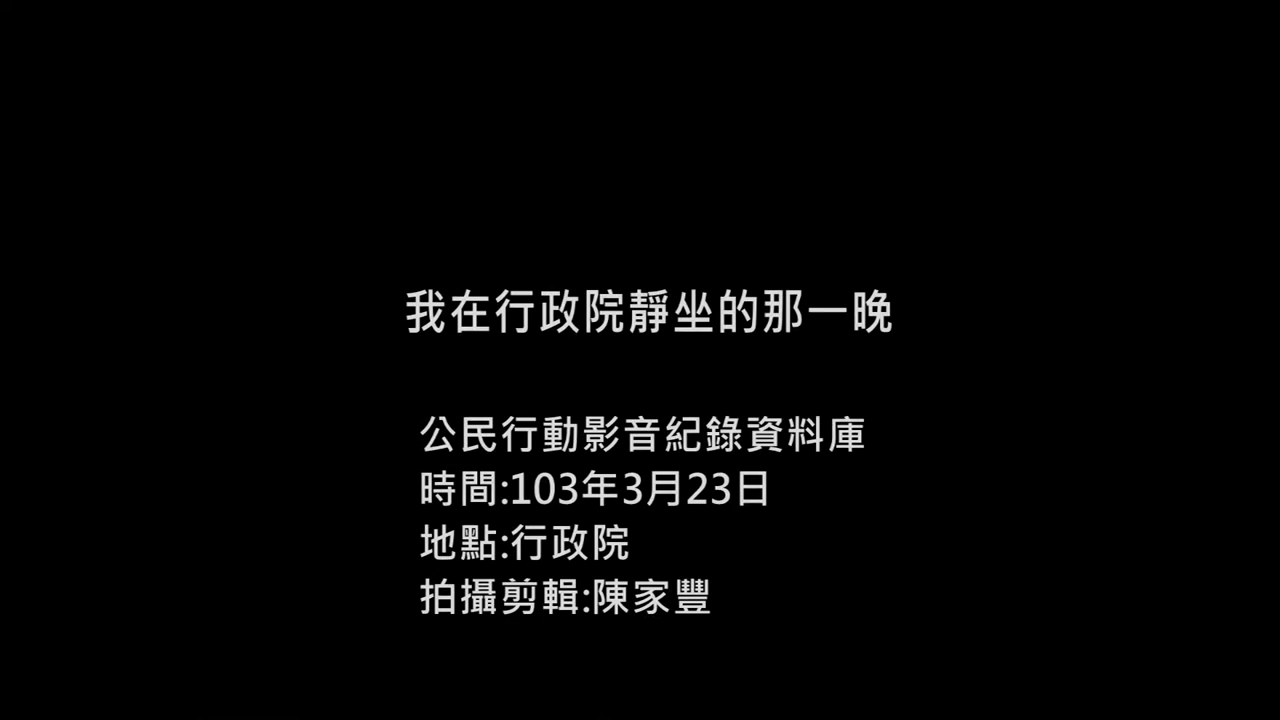 我在行政院靜坐的那一晚
公民行動影音紀錄資料庫
時間:103年3月23日
地點:行政院
拍攝剪輯:陳家豐